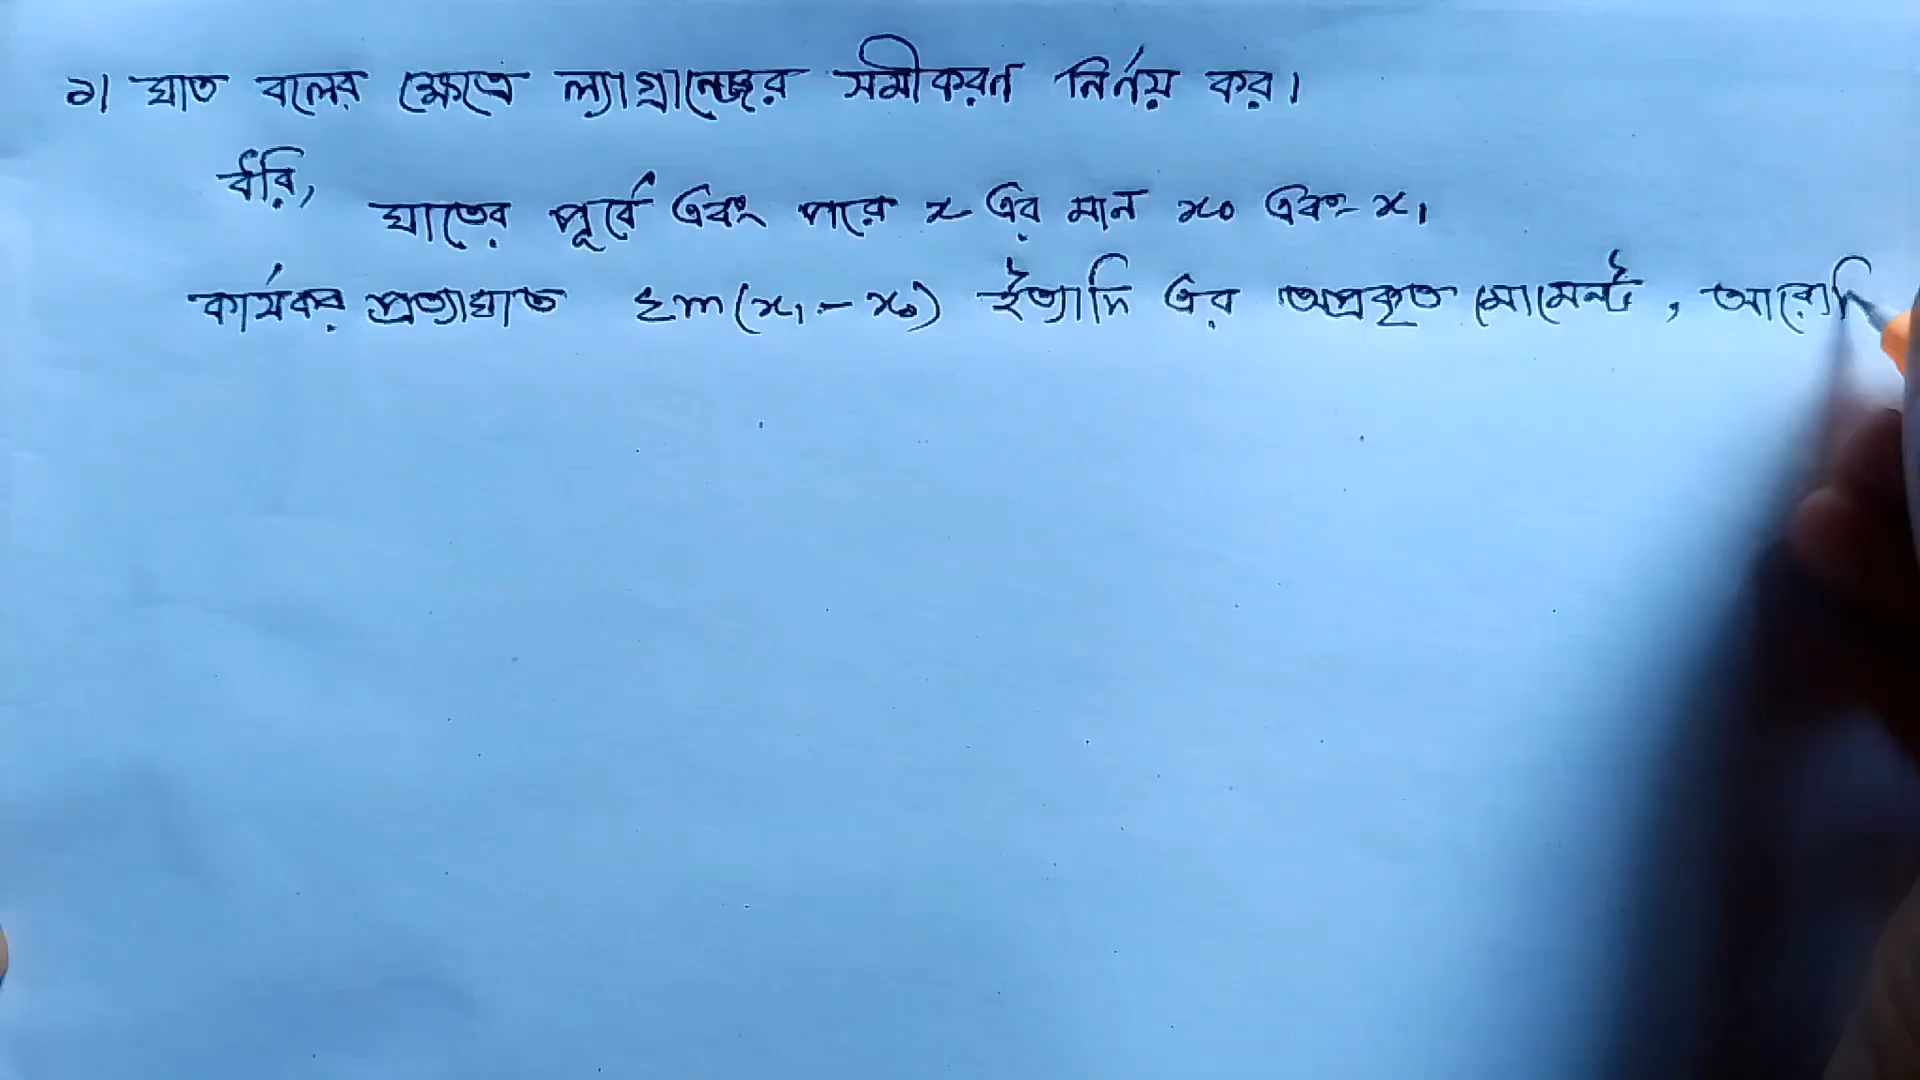 ১। ঘাত বলের ক্ষেত্রে ল্যাগ্রানেজের সমীকরণ নির্ণয় কর।
ধরি,
ঘাতের পূর্বে এবং পরে x এর মান x₀ এবং x₁
কার্যকর প্রত্যাঘাত Σm(x₁ - x₀) ইত্যাদি এর অপ্রকৃত মোমেন্ট, আরোপি